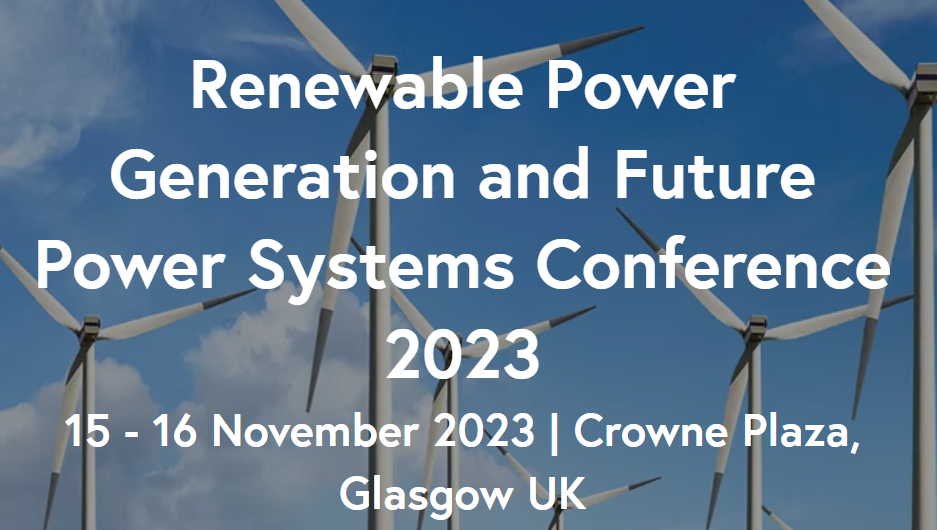 Renewable Power
Generation and Future
Power Systems Conference
2023
15 - 16 November 2023 | Crowne Plaza,
Glasgow UK